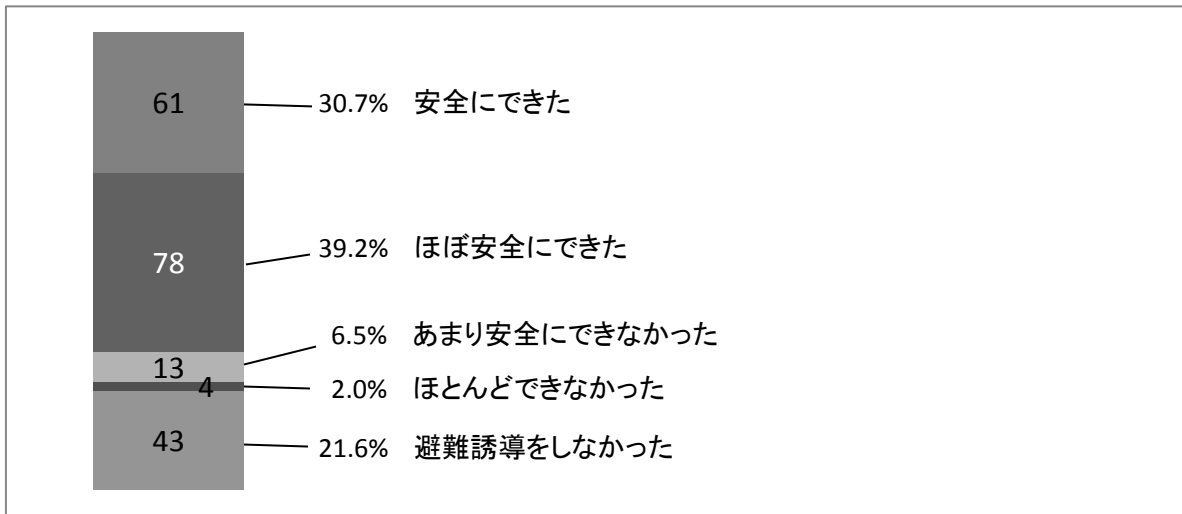 61 30.7% 安全にできた
78 39.2% ほぼ安全にできた
13 6.5% あまり安全にできなかった
4 2.0% ほとんどできなかった
43 21.6% 避難誘導をしなかった